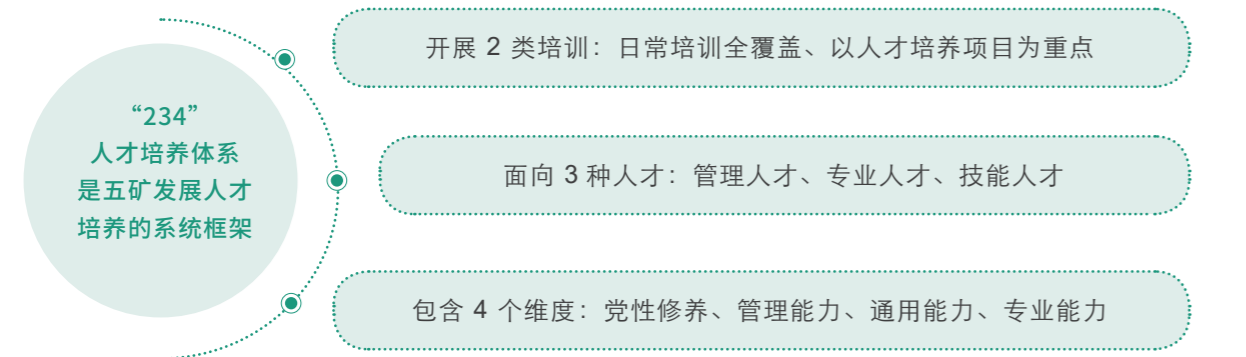 “234”
人才培养体系
是五矿发展人才
培养的系统框架
开展 2 类培训：日常培训全覆盖、以人才培养项目为重点
面向 3 种人才：管理人才、专业人才、技能人才
包含 4 个维度：党性修养、管理能力、通用能力、专业能力